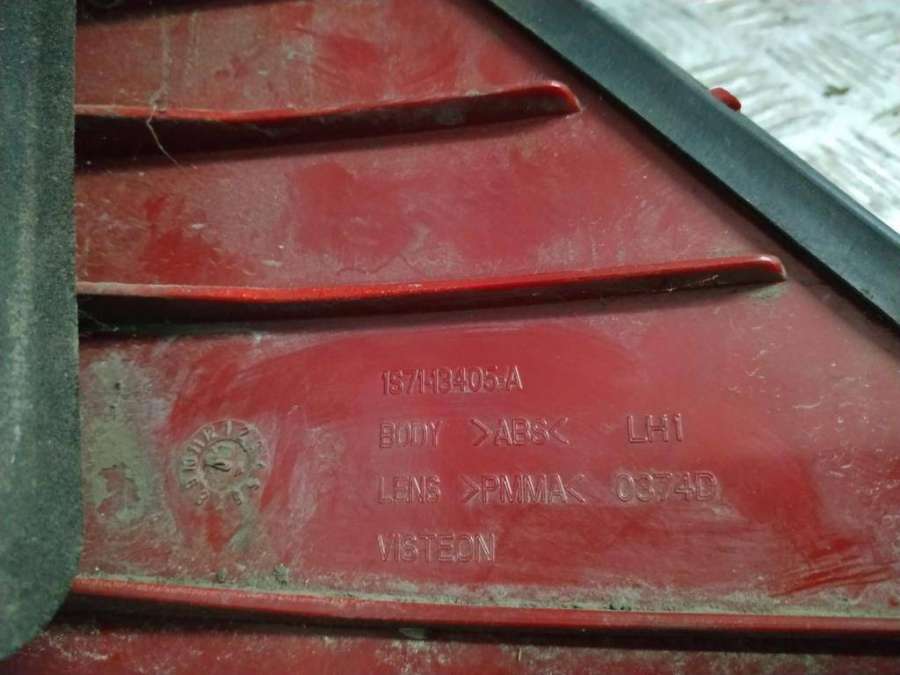 1S71-13405-A
BODY >ABS< LH1
LENS >PMMA< 0374D
VISTEON